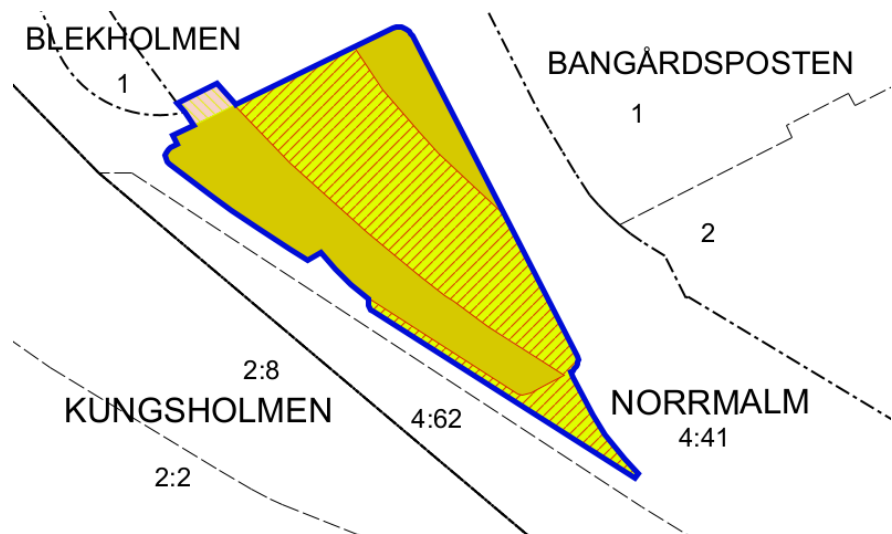 BLEKHOLMEN
1
BANGÅRDSPOSTEN
1
2
2:8
KUNGSHOLMEN
4:62
NORRMALM
4:41
2:2